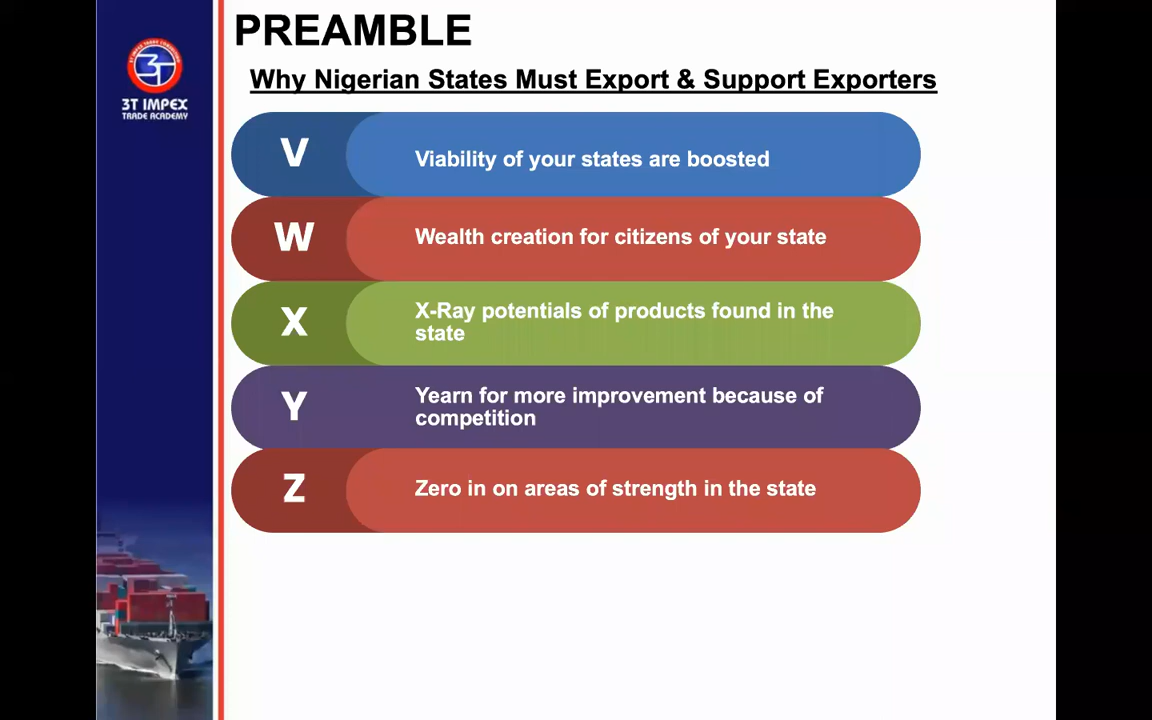 PREAMBLE
Why Nigerian States Must Export & Support Exporters
3T IMPEX
TRADE ACADEMY
V
Viability of your states are boosted
W
Wealth creation for citizens of your state
X
X-Ray potentials of products found in the
state
Y
Yearn for more improvement because of
competition
Z
Zero in on areas of strength in the state